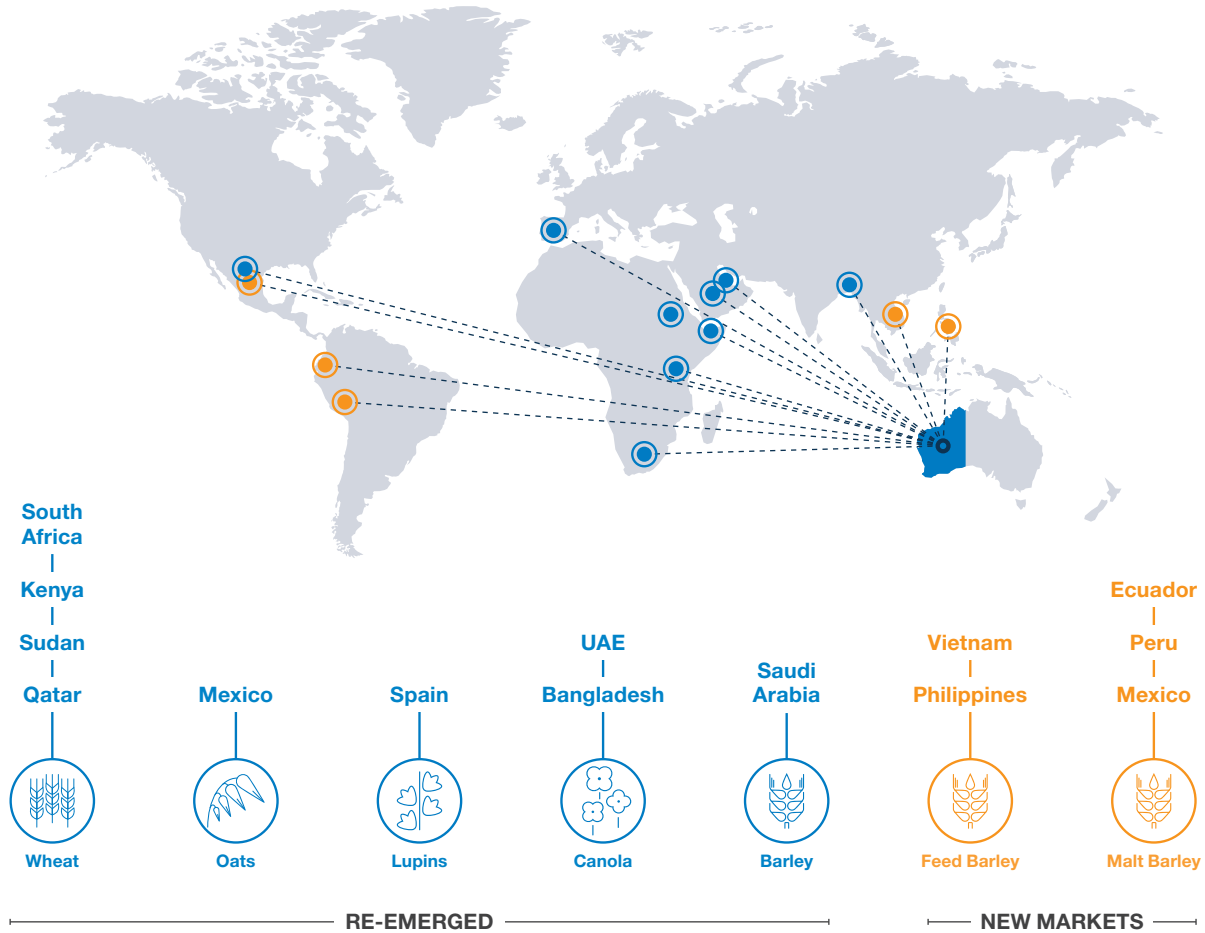 South
Africa
Kenya
Sudan
Qatar
Wheat
Mexico
Oats
Spain
Lupins
UAE
Bangladesh
Canola
Saudi
Arabia
Barley
Vietnam
Philippines
Feed Barley
Ecuador
Peru
Mexico
Malt Barley
RE-EMERGED
NEW MARKETS